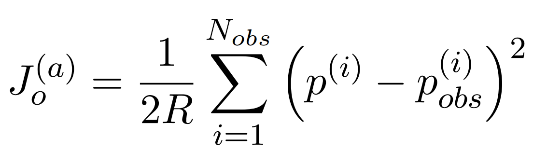 J_o^{(a)} = \frac{1}{2R} \sum_{i=1}^{N_{obs}} \left( p^{(i)} - p_{obs}^{(i)} \right)^2